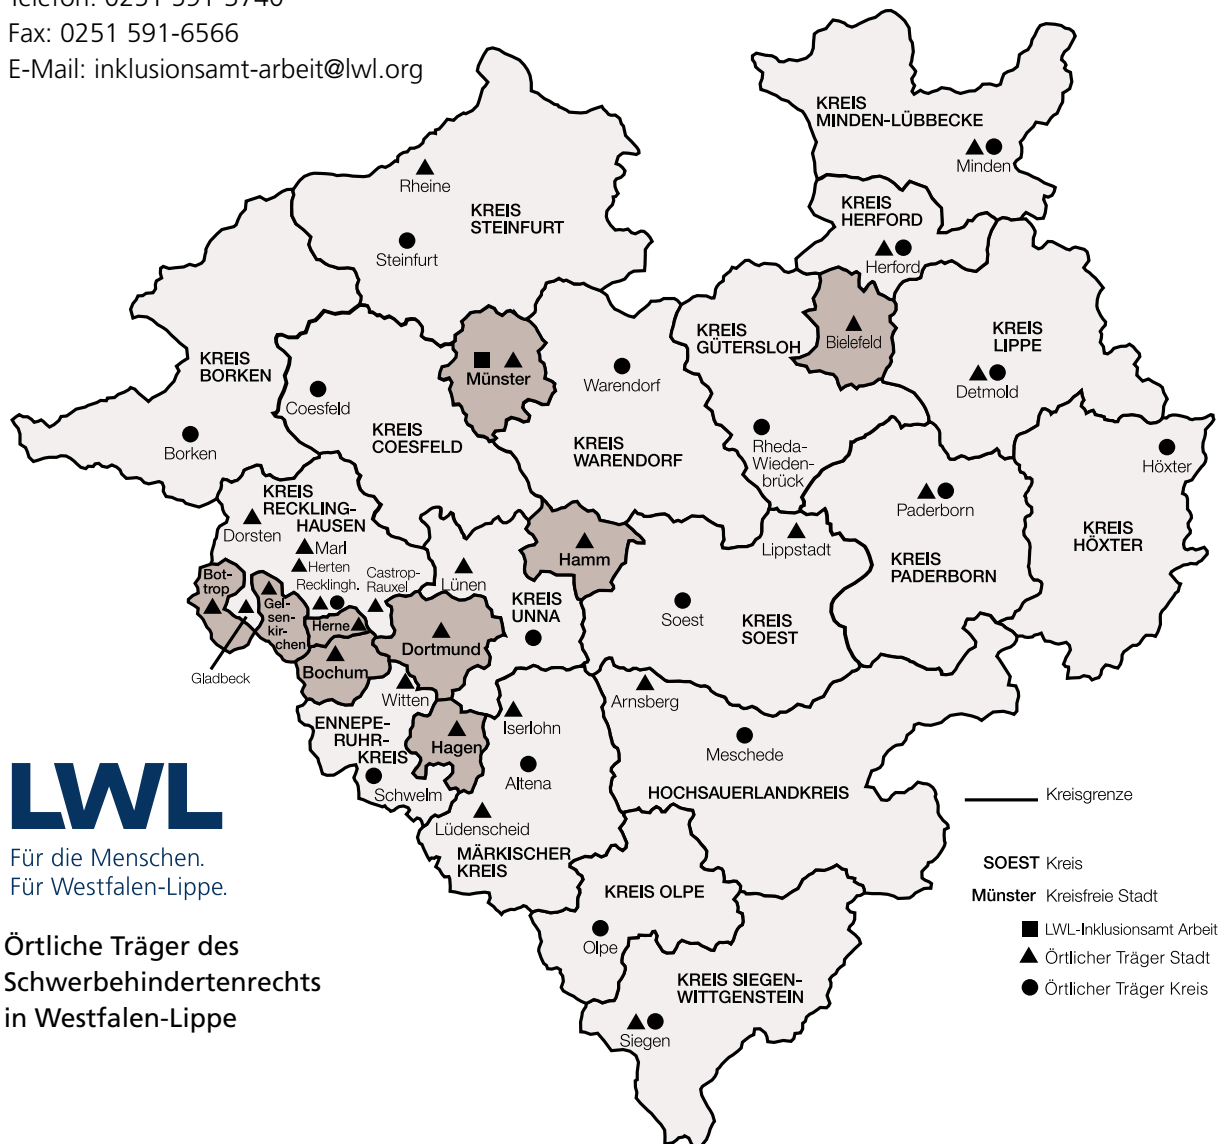 Fax: 0251 591-6566
E-Mail: inklusionsamt-arbeit@lwl.org
KREIS
MINDEN-LÜBBECKE
Minden
Rheine
KREIS
STEINFURT
Steinfurt
KREIS
HERFORD
Herford
KREIS
BORKEN
Borken
Coesfeld
KREIS
COESFELD
Münster
Warendorf
KREIS
WARENDORF
KREIS
GÜTERSLOH
Rheda-
Wieden-
brück
Bielefeld
KREIS
LIPPE
Detmold
Höxter
KREIS
HÖXTER
Paderborn
KREIS
PADERBORN
KREIS
RECKLING-
HAUSEN
Dorsten
Marl
Herten
Recklingh.
Castrop-
Rauxel
Lünen
Hamm
Lippstadt
Bot-
trop
Gel-
sen-
kir-
chen
Gladbeck
Herne
Bochum
Dortmund
KREIS
UNNA
Soest
KREIS
SOEST
Witten
ENNEPE-
RUHR-
KREIS
Schwelm
Hagen
Iserlohn
Altena
Lüdenscheid
MÄRKISCHER
KREIS
Arnsberg
Meschede
HOCHSAUERLANDKREIS
KREIS OLPE
Olpe
KREIS SIEGEN-
WITTGENSTEIN
Siegen
LWL
Für die Menschen.
Für Westfalen-Lippe.
Örtliche Träger des
Schwerbehindertenrechts
in Westfalen-Lippe
Kreisgrenze
SOEST Kreis
Münster Kreisfreie Stadt
LWL-Inklusionsamt Arbeit
Örtlicher Träger Stadt
Örtlicher Träger Kreis